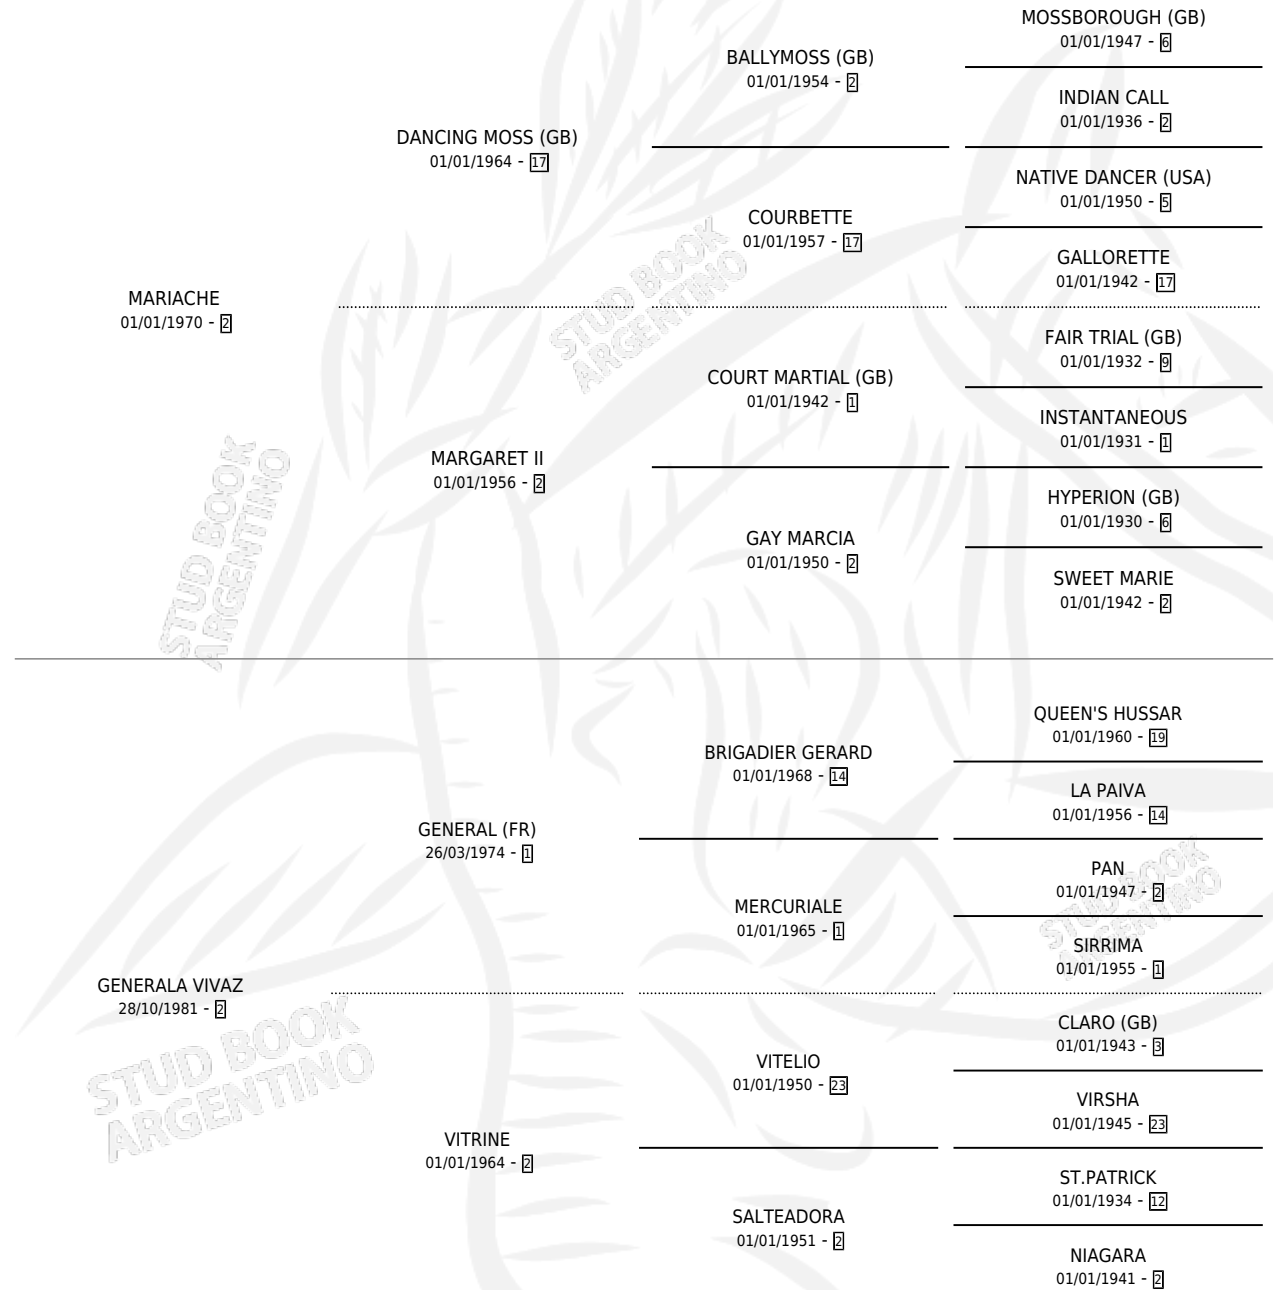 MARIACHE
01/01/1970 - 2
DANCING MOSS (GB)
01/01/1964 - 17
MARGARET II
01/01/1956 - 2
BALLYMOSS (GB)
01/01/1954 - 2
COURBETTE
01/01/1957 - 17
COURT MARTIAL (GB)
01/01/1942 - 1
GAY MARCIA
01/01/1950 - 2
MOSSBOROUGH (GB)
01/01/1947 - 6
INDIAN CALL
01/01/1936 - 2
NATIVE DANCER (USA)
01/01/1950 - 5
GALLORETTE
01/01/1942 - 17
FAIR TRIAL (GB)
01/01/1932 - 9
INSTANTANEOUS
01/01/1931 - 1
HYPERION (GB)
01/01/1930 - 6
SWEET MARIE
01/01/1942 - 2
GENERALA VIVAZ
28/10/1981 - 2
GENERAL (FR)
26/03/1974 - 1
VITRINE
01/01/1964 - 2
BRIGADIER GERARD
01/01/1968 - 14
MERCURIALE
01/01/1965 - 1
VITELIO
01/01/1950 - 23
SALTEADORA
01/01/1951 - 2
QUEEN'S HUSSAR
01/01/1960 - 19
LA PAIVA
01/01/1956 - 14
PAN
01/01/1947 - 2
SIRRIMA
01/01/1955 - 1
CLARO (GB)
01/01/1943 - 3
VIRSHA
01/01/1945 - 23
ST.PATRICK
01/01/1934 - 12
NIAGARA
01/01/1941 - 2
STUD BOOK
ARGENTINO
STUD BOOK
ARGENTINO
STUD BOOK
ARGENTINO
STUD BOOK
ARGENTINO